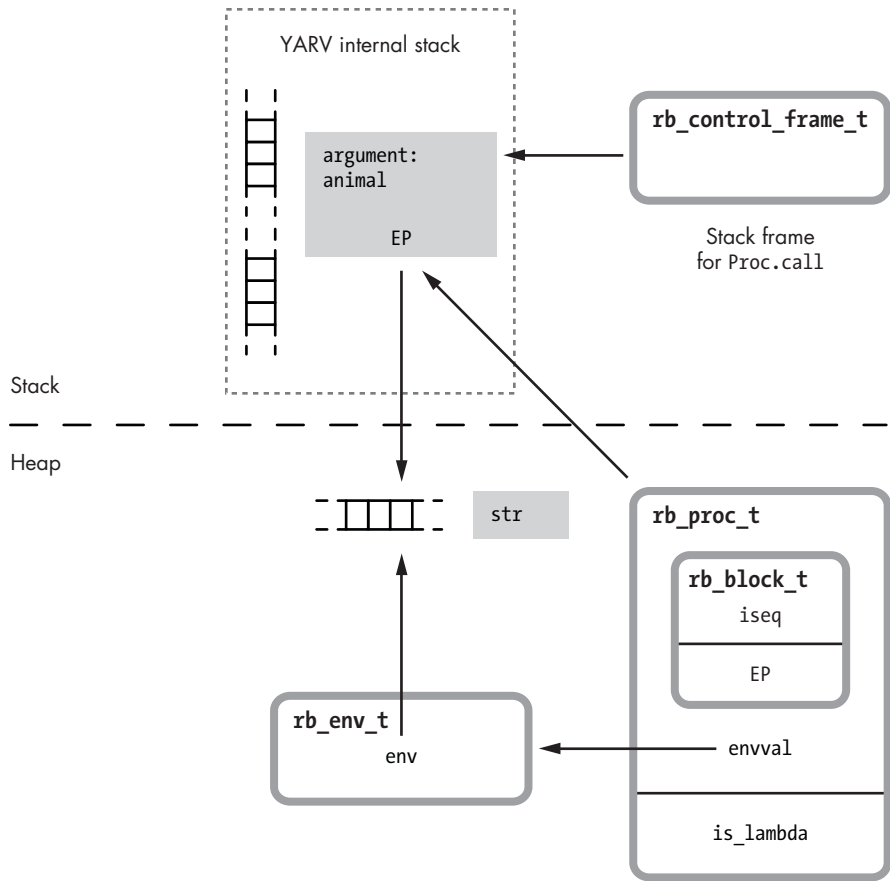 YARV internal stack
rb_control_frame_t
argument:
animal
EP
Stack frame
for Proc.call
Stack
Heap
str
rb_proc_t
rb_block_t
iseq
EP
rb_env_t
env
envval
is_lambda